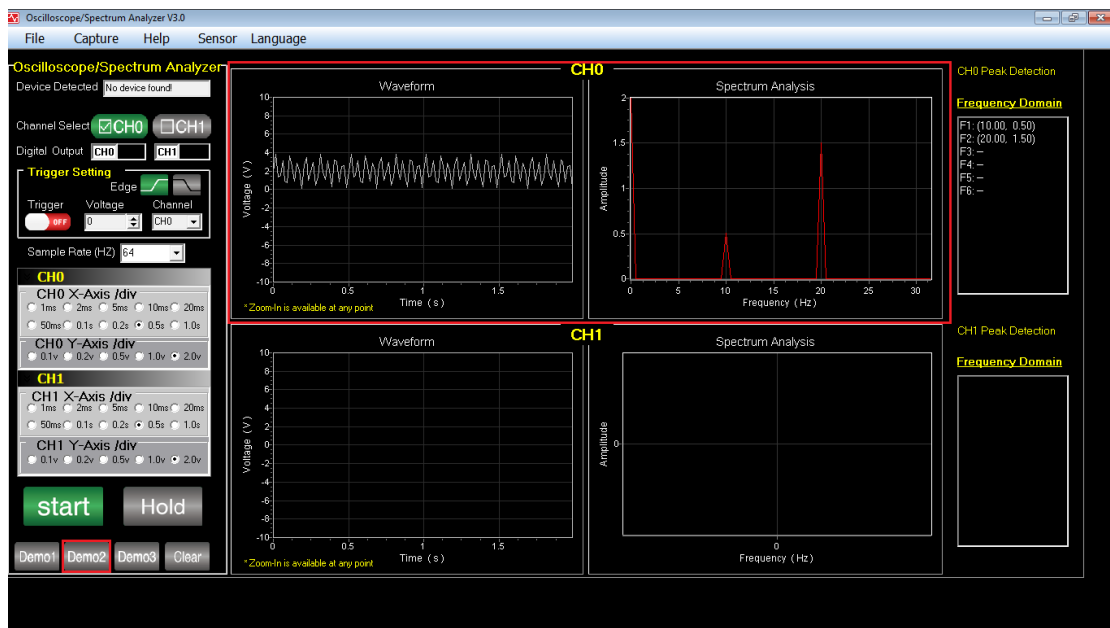 Oscilloscope/Spectrum Analyzer V3.0
File Capture Help Sensor Language
Oscilloscope/Spectrum Analyzer
Device Detected No device found!
Channel Select CH0 CH1
Digital Output CH0 CH1
Trigger Setting
Edge
Trigger Voltage Channel
OFF 0 CH0
Sample Rate (HZ) 64
CH0
CH0 X-Axis /div
1ms 2ms 5ms 10ms 20ms
50ms 0.1s 0.2s 0.5s 1.0s
CH0 Y-Axis /div
0.1v 0.2v 0.5v 1.0v 2.0v
CH1
CH1 X-Axis /div
1ms 2ms 5ms 10ms 20ms
50ms 0.1s 0.2s 0.5s 1.0s
CH1 Y-Axis /div
0.1v 0.2v 0.5v 1.0v 2.0v
start Hold
Demo1 Demo2 Demo3 Clear
CH0
Waveform
10
8
6
4
2
0
-2
-4
-6
-8
-10
Voltage (V)
0 0.5 1 1.5
Time (s)
*Zoom-In is available at any point
Spectrum Analysis
2
1.5
1
0.5
0
Amplitude
0 5 10 15 20 25 30
Frequency (Hz)
CH0 Peak Detection
Frequency Domain
F1: (10.00, 0.50)
F2: (20.00, 1.50)
F3: --
F4: --
F5: --
F6: --
CH1
Waveform
10
8
6
4
2
0
-2
-4
-6
-8
-10
Voltage (V)
0 0.5 1 1.5
Time (s)
*Zoom-In is available at any point
Spectrum Analysis
0
Amplitude
0
Frequency (Hz)
CH1 Peak Detection
Frequency Domain